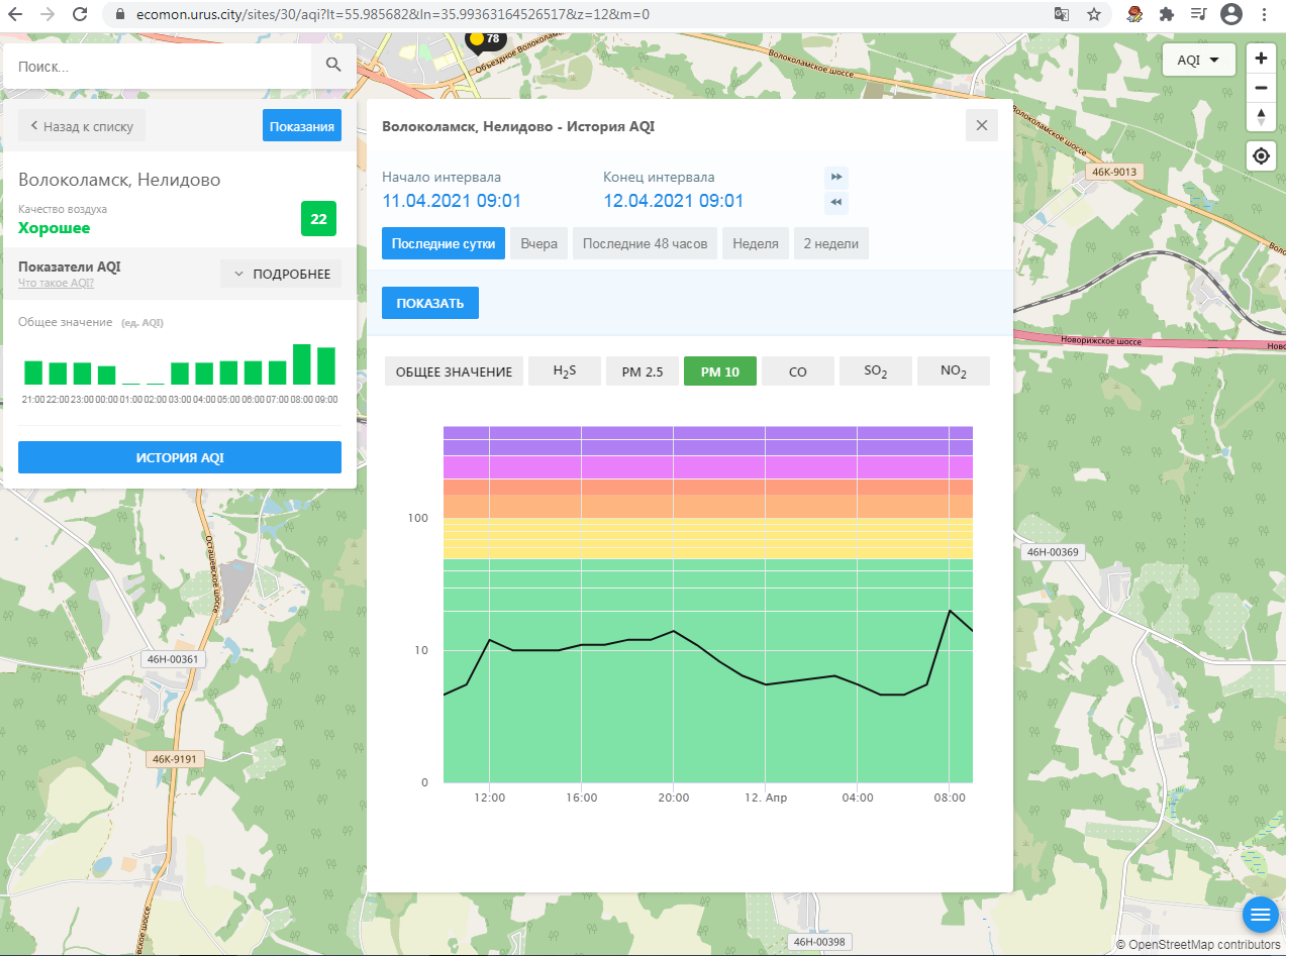 ecomon.urus.city/sites/30/aqi?lt=55.985682&ln=35.99363164526517&z=12&m=0
78
Объездное Волоколамск
Волоколамское шоссе
Поиск...
AQI
Назад к списку
Показания
Волоколамск, Нелидово - История AQI
Волоколамское шоссе
46К-9013
Волоколамск, Нелидово
Начало интервала
Конец интервала
11.04.2021 09:01
12.04.2021 09:01
Качество воздуха
Хорошее
22
Последние сутки
Вчера
Последние 48 часов
Неделя
2 недели
Показатели AQI
Что такое AQI?
ПОДРОБНЕЕ
ПОКАЗАТЬ
Общее значение (ед. AQI)
Новорижское шоссе
Ново
ОБЩЕЕ ЗНАЧЕНИЕ
H2S
PM 2.5
PM 10
CO
SO2
NO2
21:00 22:00 23:00 00:00 01:00 02:00 03:00 04:00 05:00 06:00 07:00 08:00 09:00
ИСТОРИЯ AQI
100
10
0
12:00
16:00
20:00
12. Апр
04:00
08:00
Осташёвское шоссе
46Н-00369
46Н-00361
46К-9191
46Н-00398
© OpenStreetMap contributors